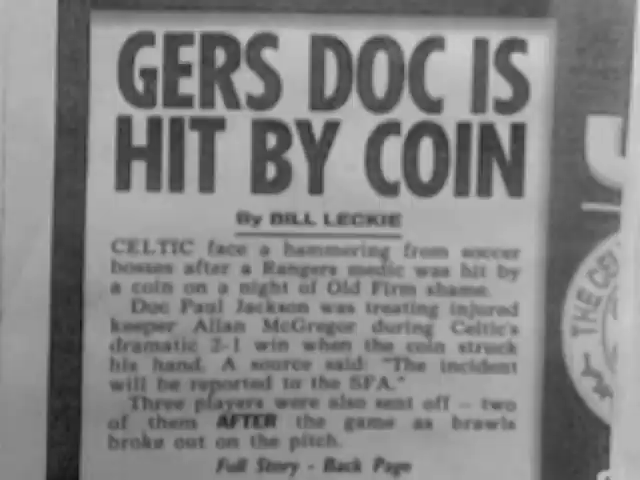 GERS DOC IS
HIT BY COIN
By BILL LECKIE
CELTIC face a hammering from soccer
bosses after a Rangers medic was hit by
a coin on a night of Old Firm shame.
Doc Paul Jackson was treating injured
keeper Allan McGregor during Celtic's
dramatic 2-1 win when the coin struck
his hand. A source said: "The incident
will be reported to the SFA."
Three players were also sent off – two
of them AFTER the game as brawls
broke out on the pitch.
Full Story - Back Page
THE CEL